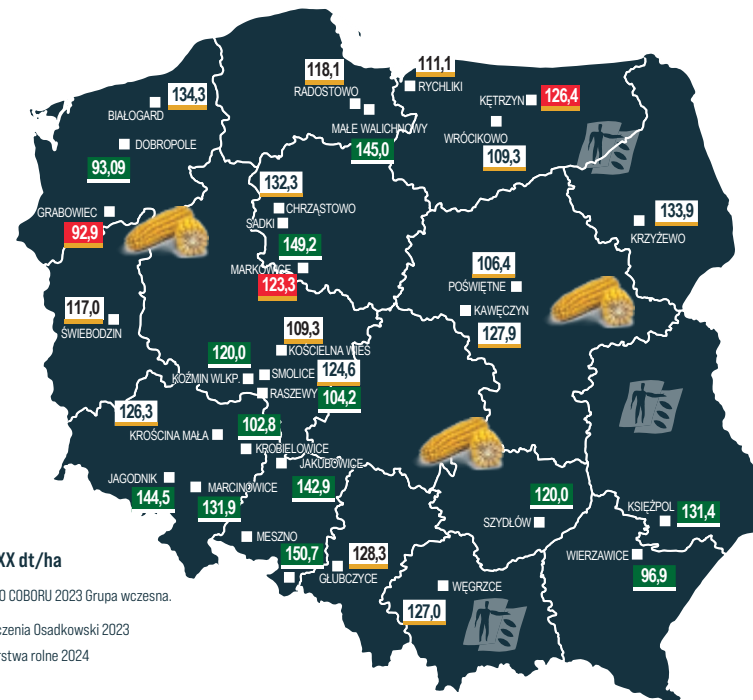 111,1
118,1
RYCHLIKI
134,3
RADOSTOWO
KĘTRZYN
126,4
BIAŁOGARD
MAŁE WALICHNOWY
WRÓCIKOWO
DOBROPOLE
145,0
109,3
93,09
132,3
CHRZĄSTOWO
133,9
GRABOWIEC
SADKI
92,9
149,2
KRZYŻEWO
MARKOWICE
106,4
123,3
POŚWIĘTNE
117,0
KAWĘCZYN
ŚWIEBODZIN
109,3
127,9
KOŚCIELNA WIEŚ
120,0
SMOLICE
124,6
KOŹMIN WLKP.
RASZEWY
104,2
126,3
102,8
KROŚCINA MAŁA
KROBIELOWICE
JAKUBOWICE
JAGODNIK
142,9
144,5
MARCINOWICE
131,9
120,0
KSIĘŻPOL
131,4
SZYDŁÓW
MESZNO
150,7
128,3
WIERZAWICE
GŁUBCZYCE
96,9
WĘGRZCE
127,0
XX dt/ha
O COBORU 2023 Grupa wczesna.
czenia Osadkowski 2023
rstwa rolne 2024